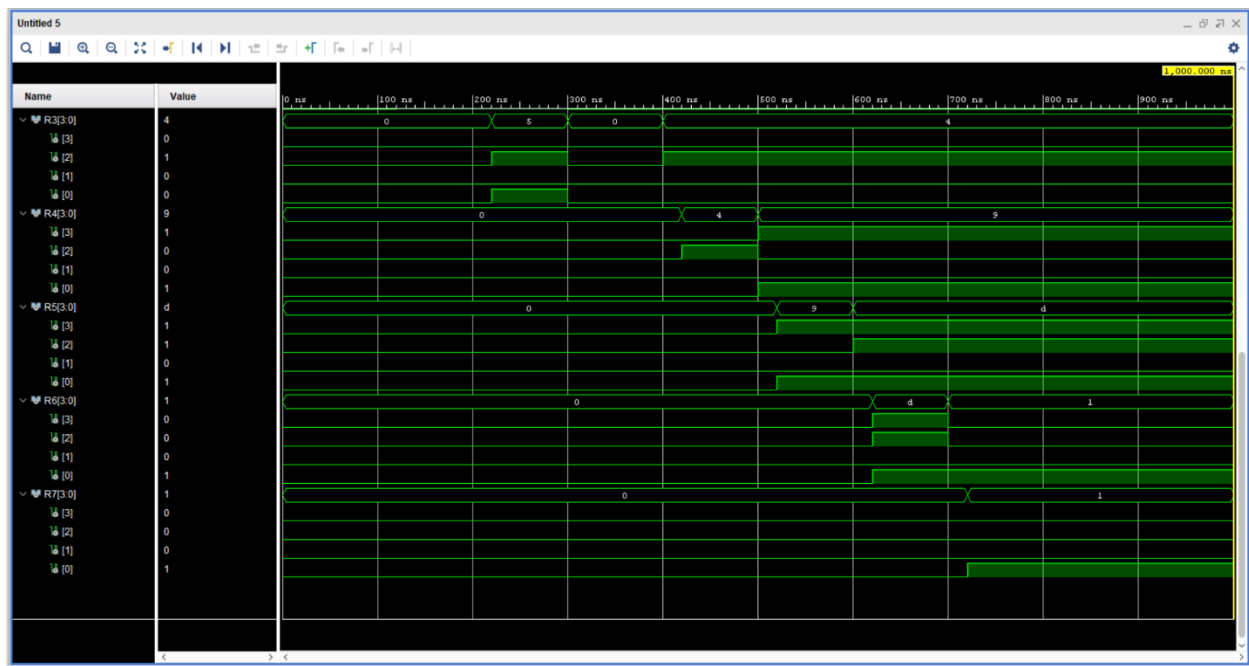 Untitled 5
1,000.000 ns
Name Value 0 ns 100 ns 200 ns 300 ns 400 ns 500 ns 600 ns 700 ns 800 ns 900 ns
R3[3:0] 4 0 5 0 4
[3] 0
[2] 1
[1] 0
[0] 0
R4[3:0] 9 0 4 9
[3] 1
[2] 0
[1] 0
[0] 1
R5[3:0] d 0 9 d
[3] 1
[2] 1
[1] 0
[0] 1
R6[3:0] 1 0 d 1
[3] 0
[2] 0
[1] 0
[0] 1
R7[3:0] 1 0 1
[3] 0
[2] 0
[1] 0
[0] 1